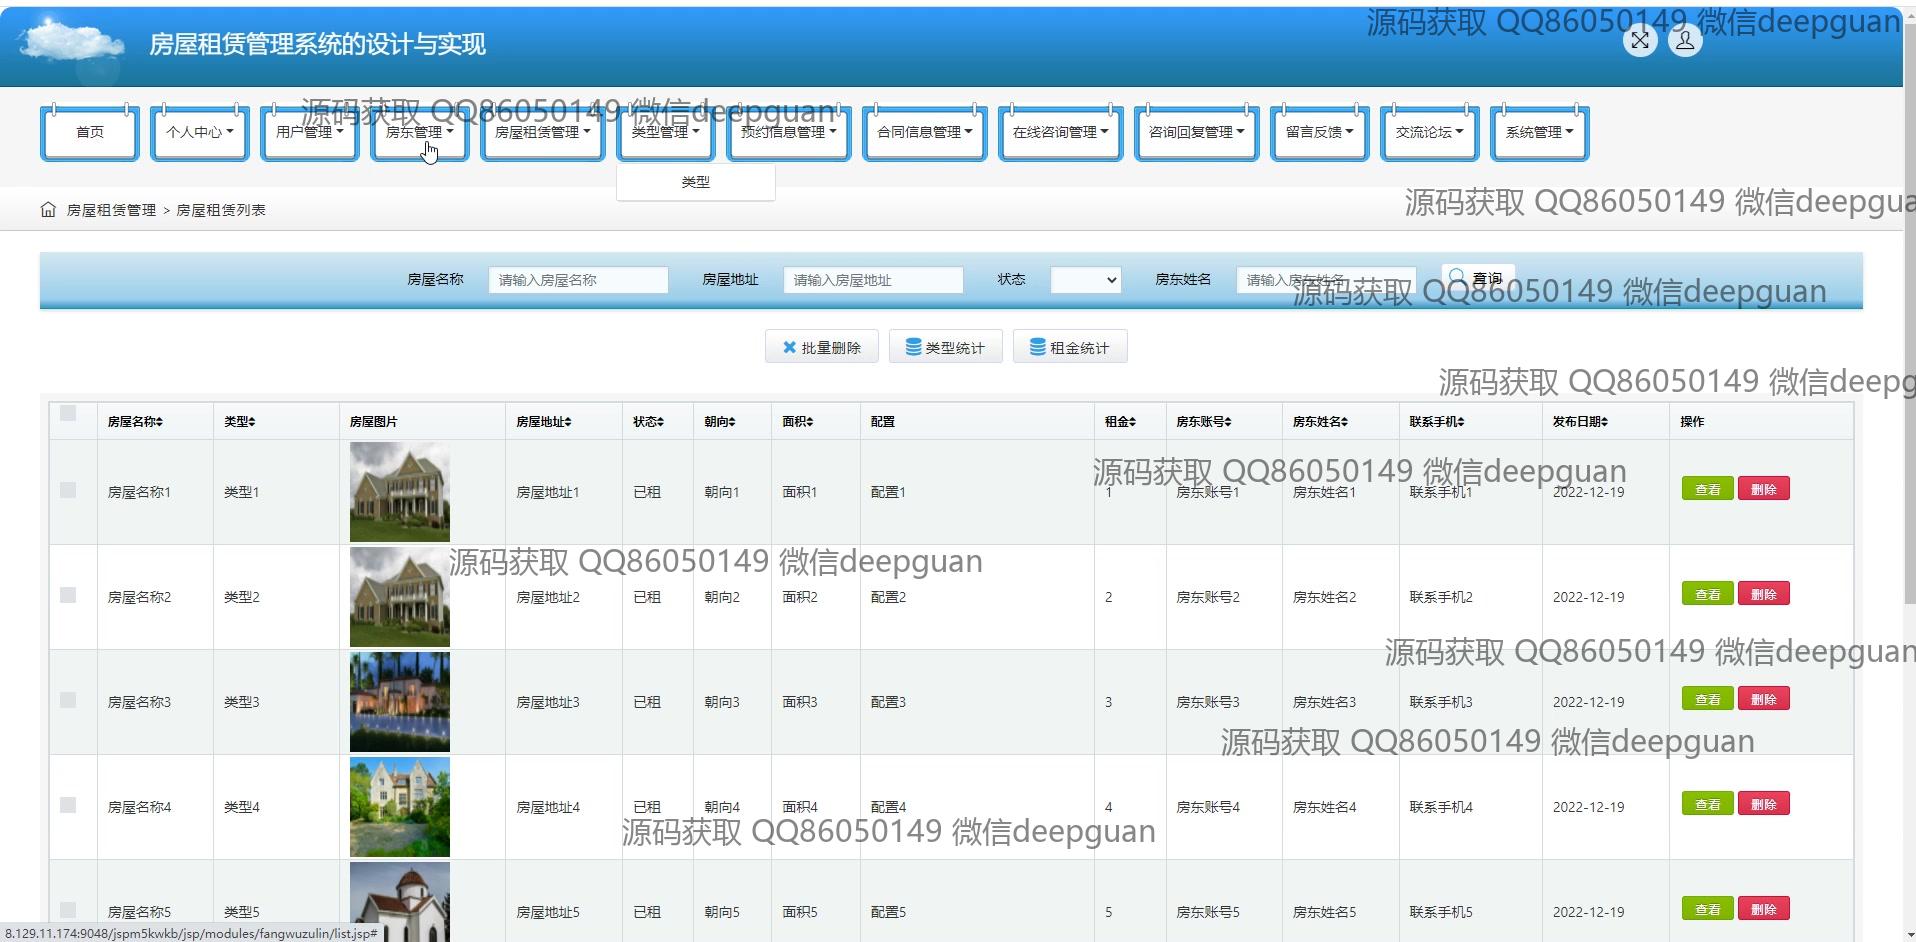 房屋租赁管理系统的设计与实现
源码获取 QQ86050149 微信deepguan
首页 个人中心 用户管理 房东管理 房屋租赁管理 类型管理 预约信息管理 合同信息管理 在线咨询管理 咨询回复管理 留言反馈 交流论坛 系统管理
源码获取 QQ86050149 微信deepguan
类型
房屋租赁管理 > 房屋租赁列表
源码获取 QQ86050149 微信deepgua
房屋名称 请输入房屋名称 房屋地址 请输入房屋地址 状态 房东姓名 请输入房东姓名 查询
源码获取 QQ86050149 微信deepguan
批量删除 类型统计 租金统计
源码获取 QQ86050149 微信deepg
房屋名称 类型 房屋图片 房屋地址 状态 朝向 面积 配置 租金 房东账号 房东姓名 联系手机 发布日期 操作
源码获取 QQ86050149 微信deepguan
房屋名称1 类型1 房屋地址1 已租 朝向1 面积1 配置1 1 房东账号1 房东姓名1 联系手机1 2022-12-19 查看 删除
源码获取 QQ86050149 微信deepguan
房屋名称2 类型2 房屋地址2 已租 朝向2 面积2 配置2 2 房东账号2 房东姓名2 联系手机2 2022-12-19 查看 删除
源码获取 QQ86050149 微信deepguan
房屋名称3 类型3 房屋地址3 已租 朝向3 面积3 配置3 3 房东账号3 房东姓名3 联系手机3 2022-12-19 查看 删除
源码获取 QQ86050149 微信deepguan
房屋名称4 类型4 房屋地址4 已租 朝向4 面积4 配置4 4 房东账号4 房东姓名4 联系手机4 2022-12-19 查看 删除
源码获取 QQ86050149 微信deepguan
房屋名称5 类型5 房屋地址5 已租 朝向5 面积5 配置5 5 房东账号5 房东姓名5 联系手机5 2022-12-19 查看 删除
8.129.11.174:9048/jspm5kwkb/jsp/modules/fangwuzulin/list.jsp#